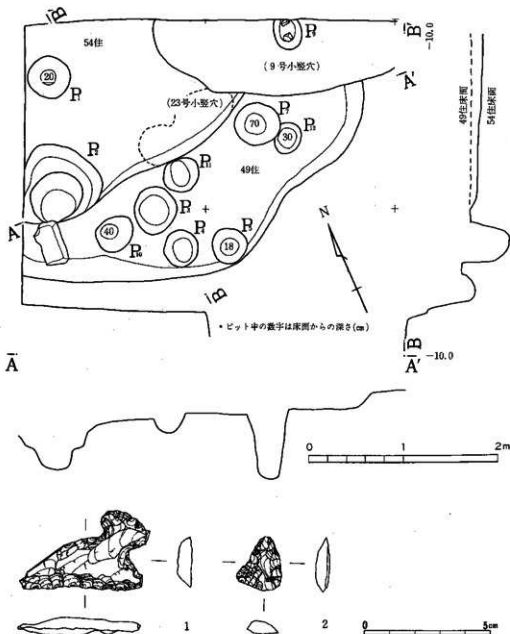 B̄
54住
20
P
P
(9号小竪穴)
B̄'
-10.0
Ā'
(23号小竪穴)
70
P
30
P
49住
P
P
A
40
P
P₁₀
P
18
P
B
N
49住床面
54住床面
•ピット中の数字は床面からの深さ(cm)
B
Ā'
-10.0
Ā
0 1 2m
1 2
0 5cm